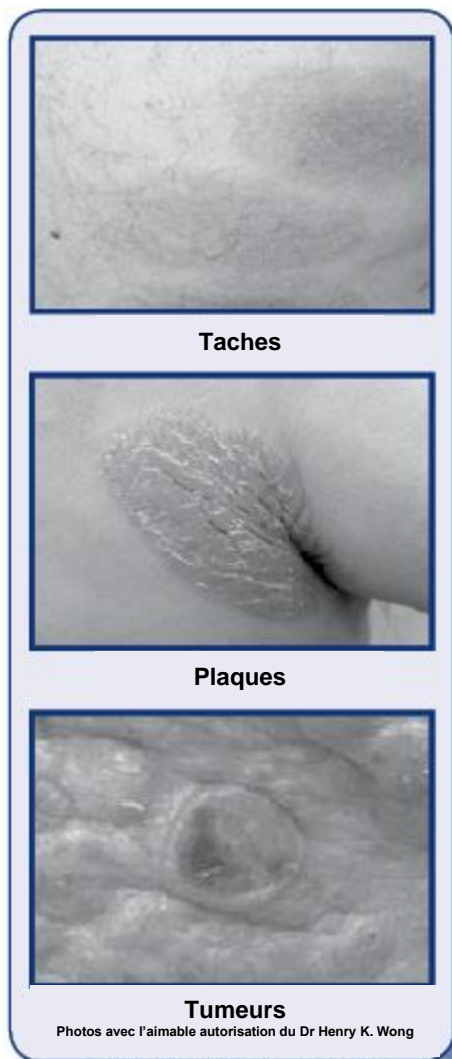 Taches
Plaques
Tumeurs
Photos avec l’aimable autorisation du Dr Henry K. Wong